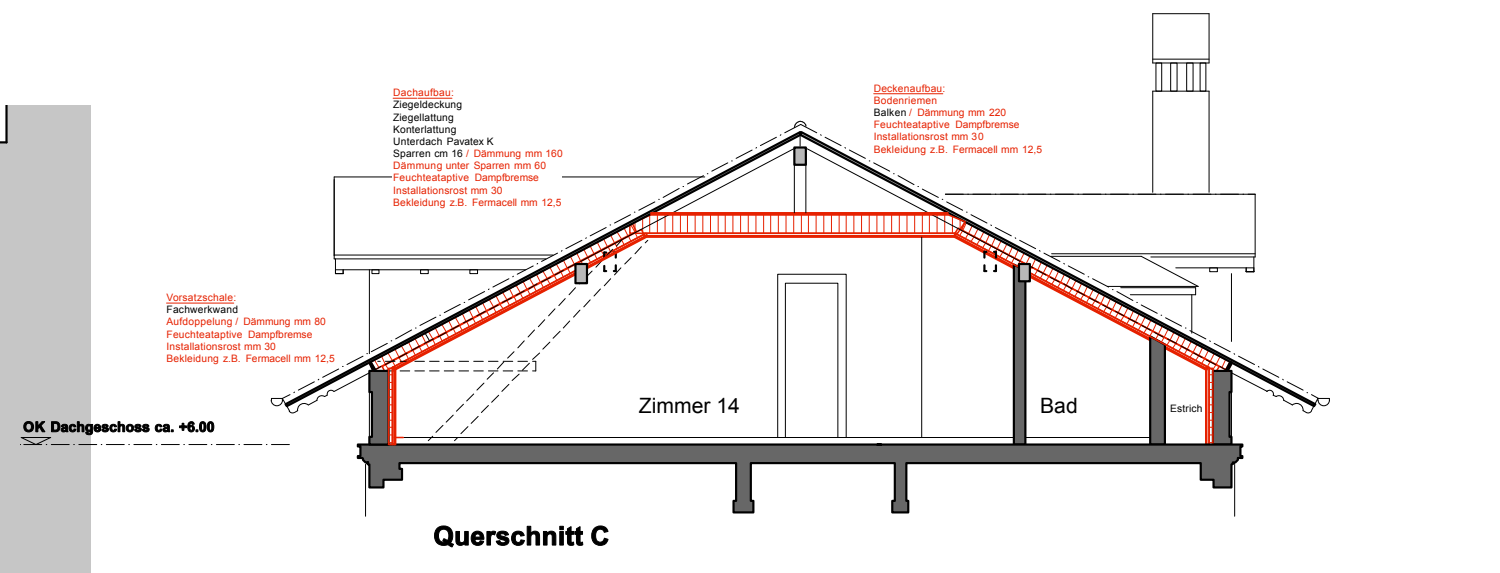 Dachaufbau:
Ziegeldeckung
Ziegellattung
Konterlattung
Unterdach Pavatex K
Sparren cm 16 / Dämmung mm 160
Dämmung unter Sparren mm 60
Feuchteataptive Dampfbremse
Installationsrost mm 30
Bekleidung z.B. Fermacell mm 12,5
Deckenaufbau:
Bodenriemen
Balken / Dämmung mm 220
Feuchteataptive Dampfbremse
Installationsrost mm 30
Bekleidung z.B. Fermacell mm 12,5
Vorsatzschale:
Fachwerkwand
Aufdoppelung / Dämmung mm 80
Feuchteataptive Dampfbremse
Installationsrost mm 30
Bekleidung z.B. Fermacell mm 12,5
Zimmer 14
Bad
Estrich
OK Dachgeschoss ca. +6.00
Querschnitt C